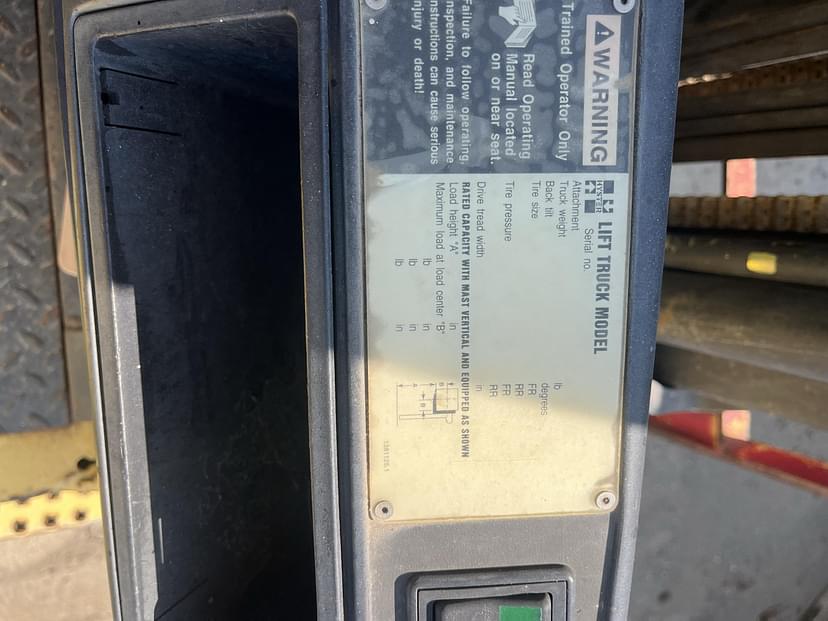 WARNING
Trained Operator Only
Read Operating
Manual located
on or near seat.
Failure to follow operating,
inspection, and maintenance
instructions can cause serious
injury or death!
HYSTER
LIFT TRUCK MODEL
Serial no.
Attachment
Truck weight lb
Back tilt degrees
Tire size FR
RR
Tire pressure FR
RR
Drive tread width in
RATED CAPACITY WITH MAST VERTICAL AND EQUIPPED AS SHOWN
Load height "A" in
Maximum load at load center "B"
lb in
lb in
lb in
A
B
B
A